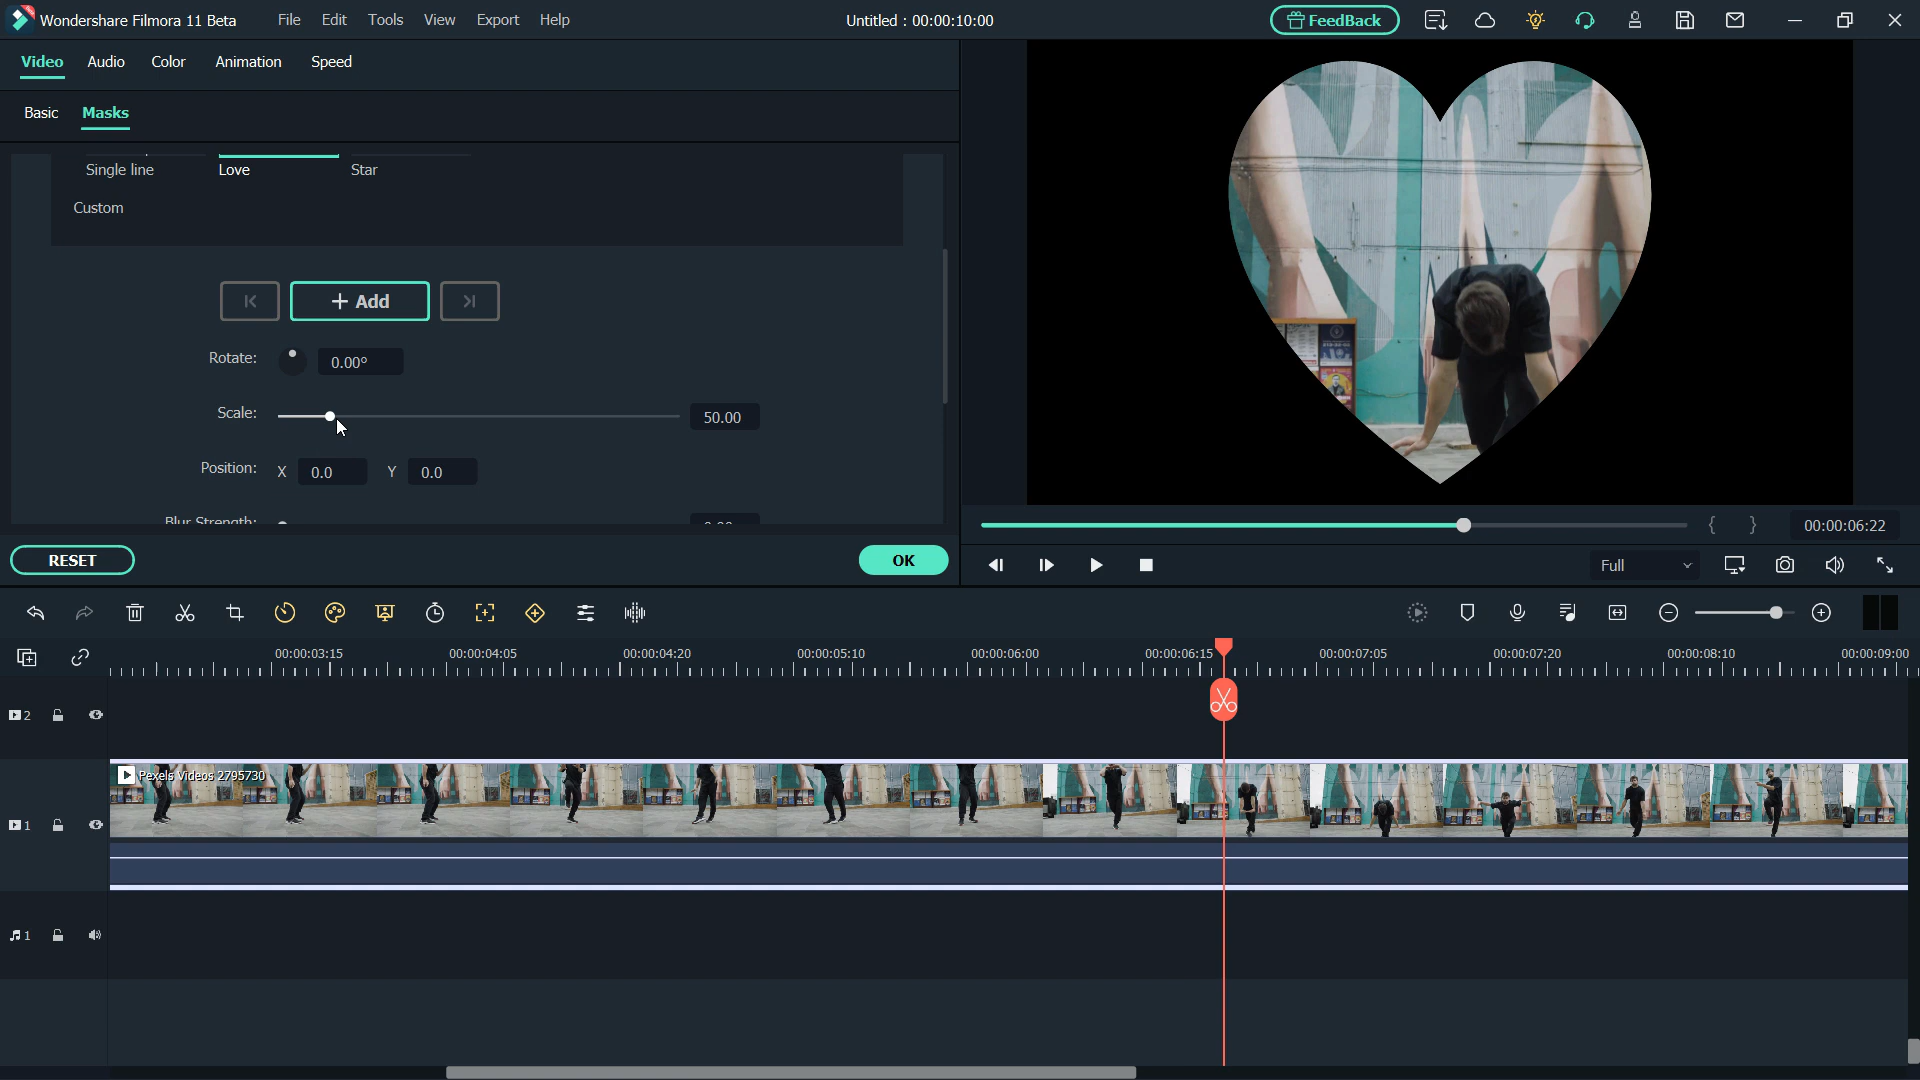 Wondershare Filmora 11 Beta File Edit Tools View Export Help Untitled : 00:00:10:00 FeedBack
Video Audio Color Animation Speed
Basic Masks
Single line Love Star
Custom
Add
Rotate: 0.00°
Scale: 50.00
Position: X 0.0 Y 0.0
Blur Strength: 0.00
RESET OK
{ } 00:00:06:22
Full
00:00:03:15 00:00:04:05 00:00:04:20 00:00:05:10 00:00:06:00 00:00:06:15 00:00:07:05 00:00:07:20 00:00:08:10 00:00:09:00
2
Pexels Videos 2795730
1
1